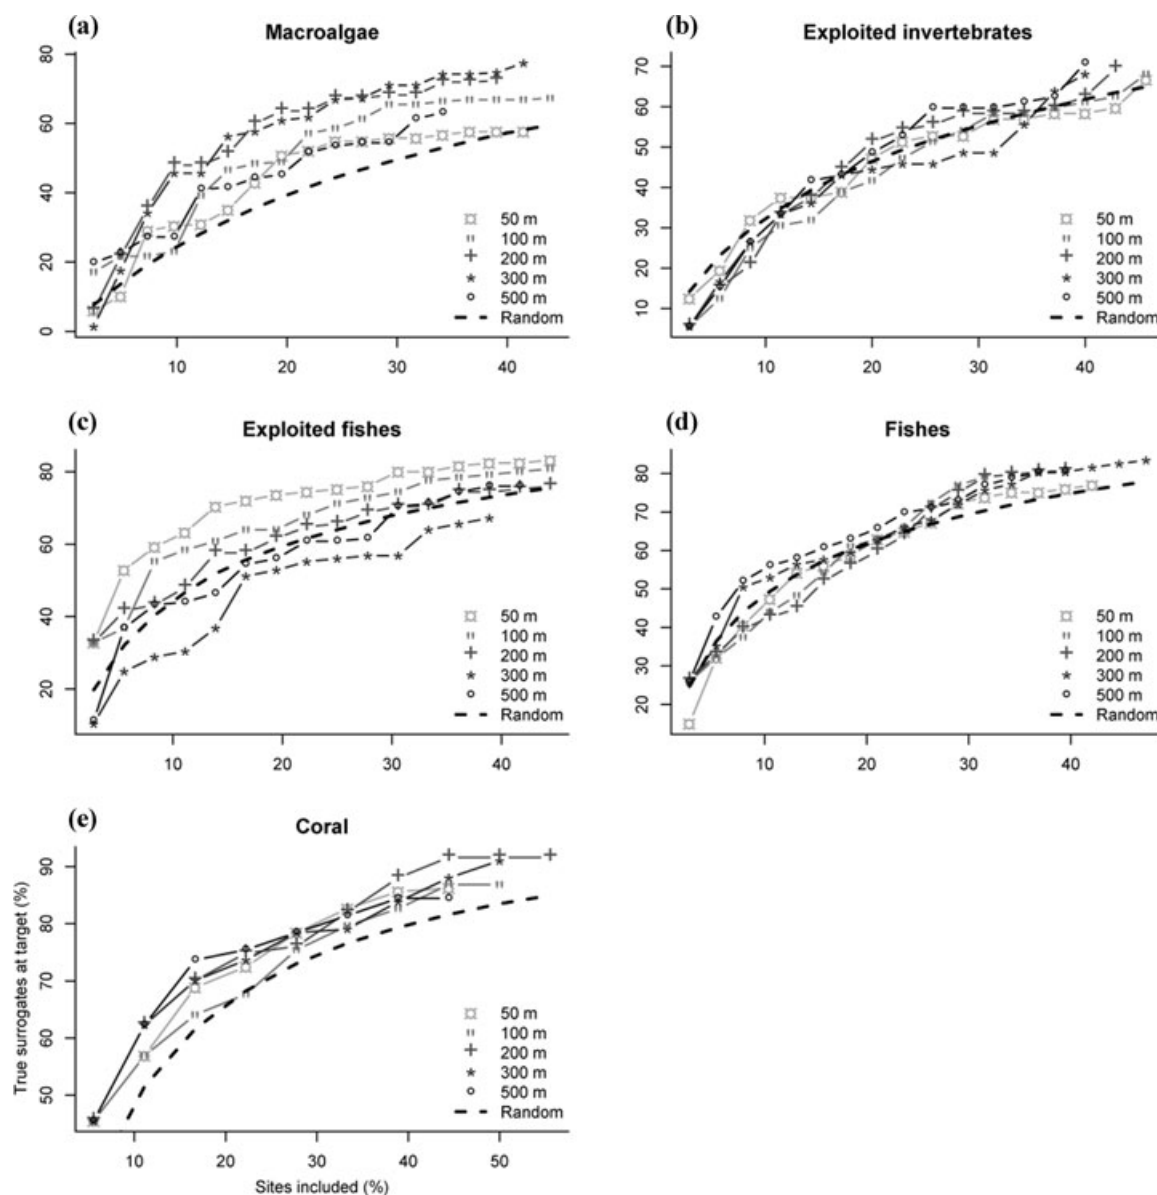 (a)
Macroalgae
80
60
40
20
0
10
20
30
40
50 m
100 m
200 m
300 m
500 m
Random
(b)
Exploited invertebrates
70
60
50
40
30
20
10
10
20
30
40
50 m
100 m
200 m
300 m
500 m
Random
(c)
Exploited fishes
80
60
40
20
10
20
30
40
50 m
100 m
200 m
300 m
500 m
Random
(d)
Fishes
80
70
60
50
40
30
20
10
20
30
40
50 m
100 m
200 m
300 m
500 m
Random
(e)
Coral
True surrogates at target (%)
90
80
70
60
50
10
20
30
40
50
Sites included (%)
50 m
100 m
200 m
300 m
500 m
Random